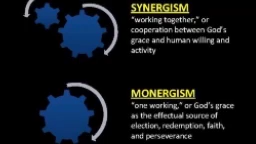 SYNERGISM
"working together," or
cooperation between God's
grace and human willing and
activity
MONERGISM
"one working," or God's grace
as the effectual source of
election, redemption, faith,
and perseverance